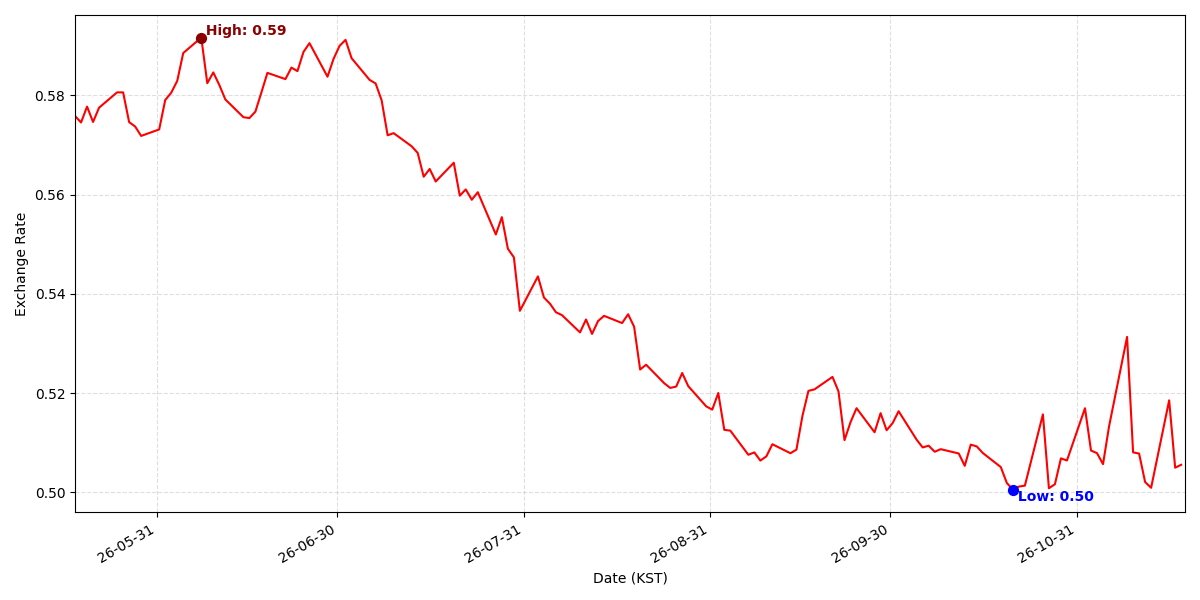 High: 0.59
0.58
0.56
0.54
0.52
0.50
Exchange Rate
Low: 0.50
26-05-31
26-06-30
26-07-31
26-08-31
26-09-30
26-10-31
Date (KST)